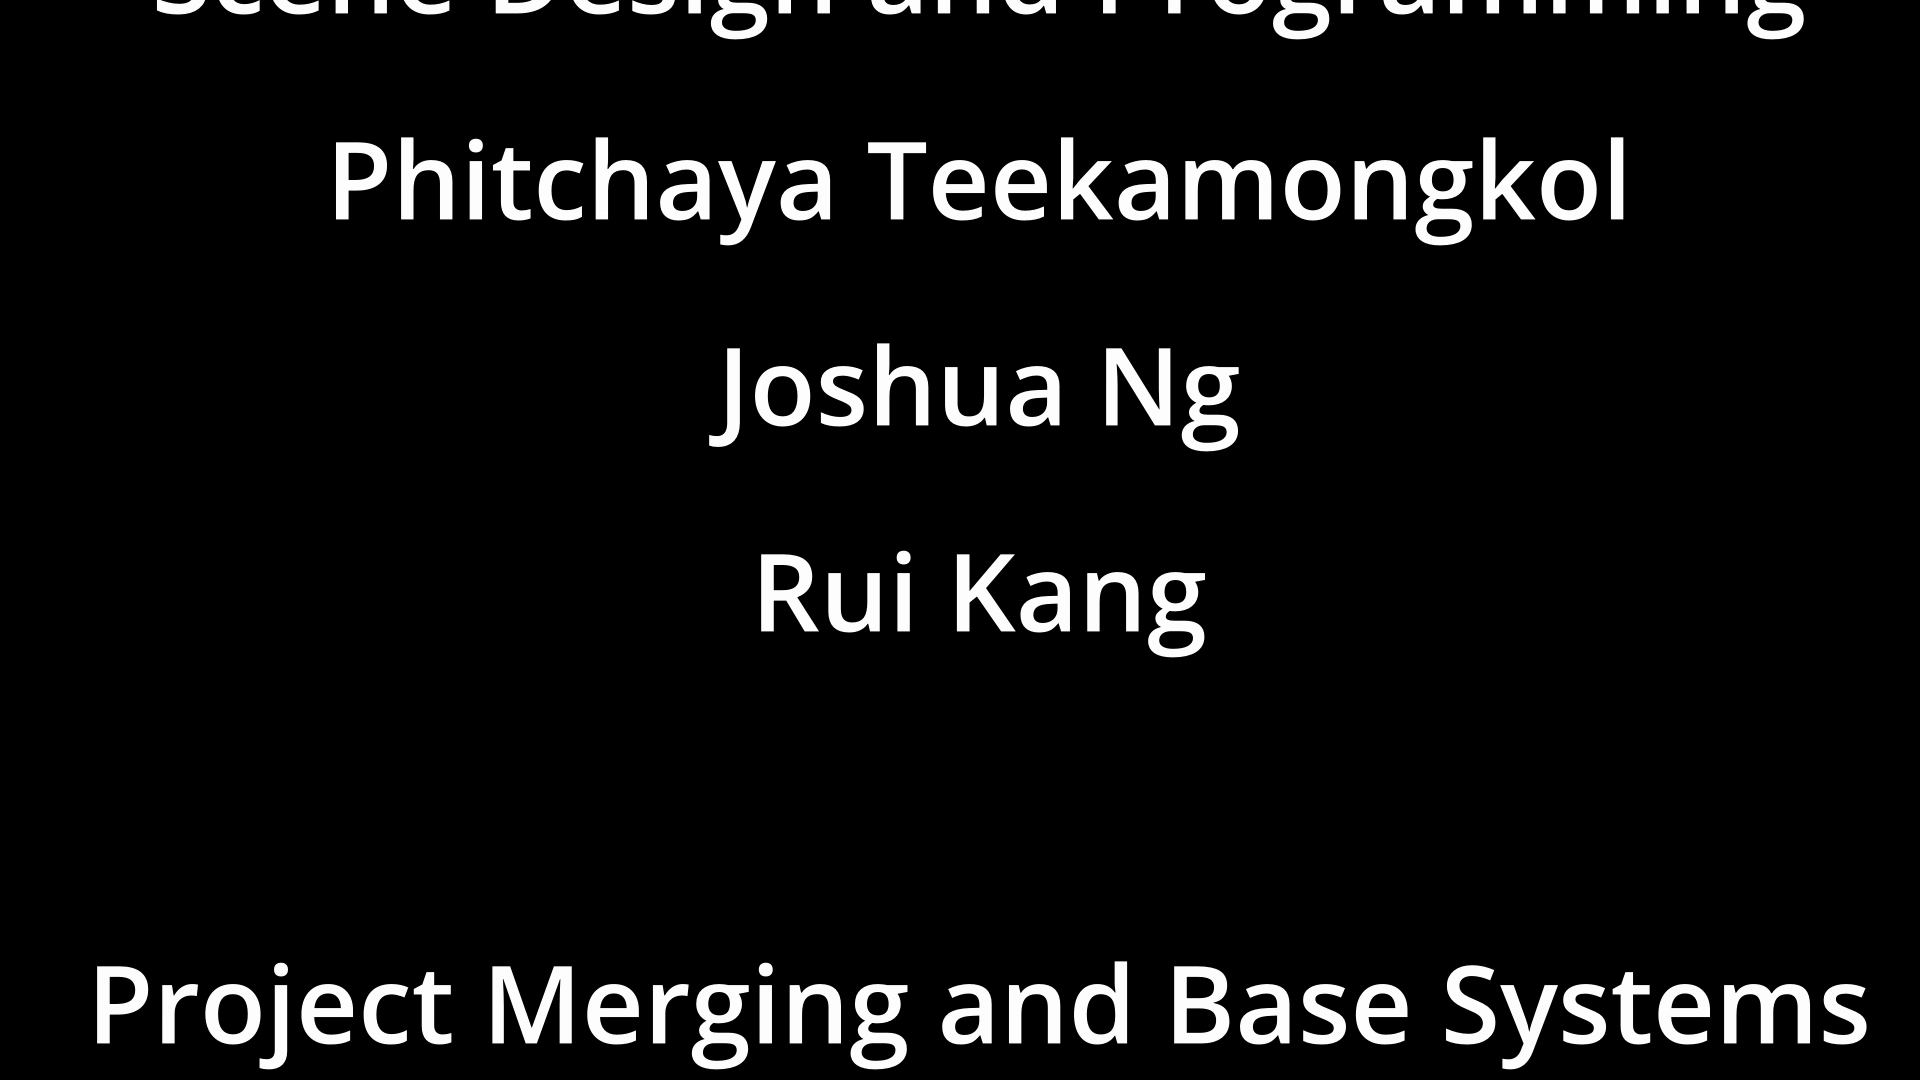 Scene Design and Programming
Phitchaya Teekamongkol
Joshua Ng
Rui Kang
Project Merging and Base Systems